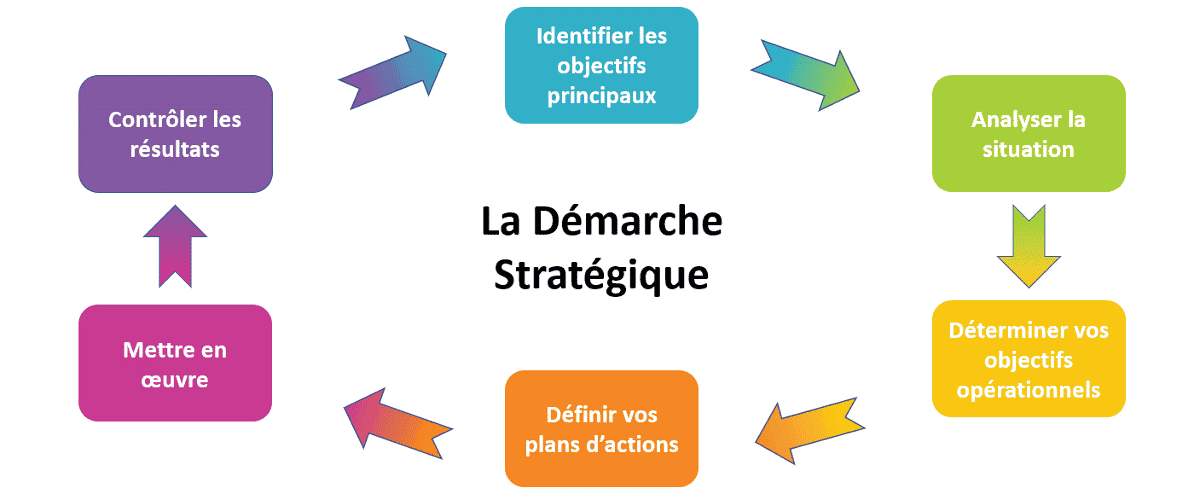 Identifier les
objectifs
principaux
Contrôler les
résultats
Analyser la
situation
La Démarche
Stratégique
Mettre en
œuvre
Déterminer vos
objectifs
opérationnels
Définir vos
plans d'actions